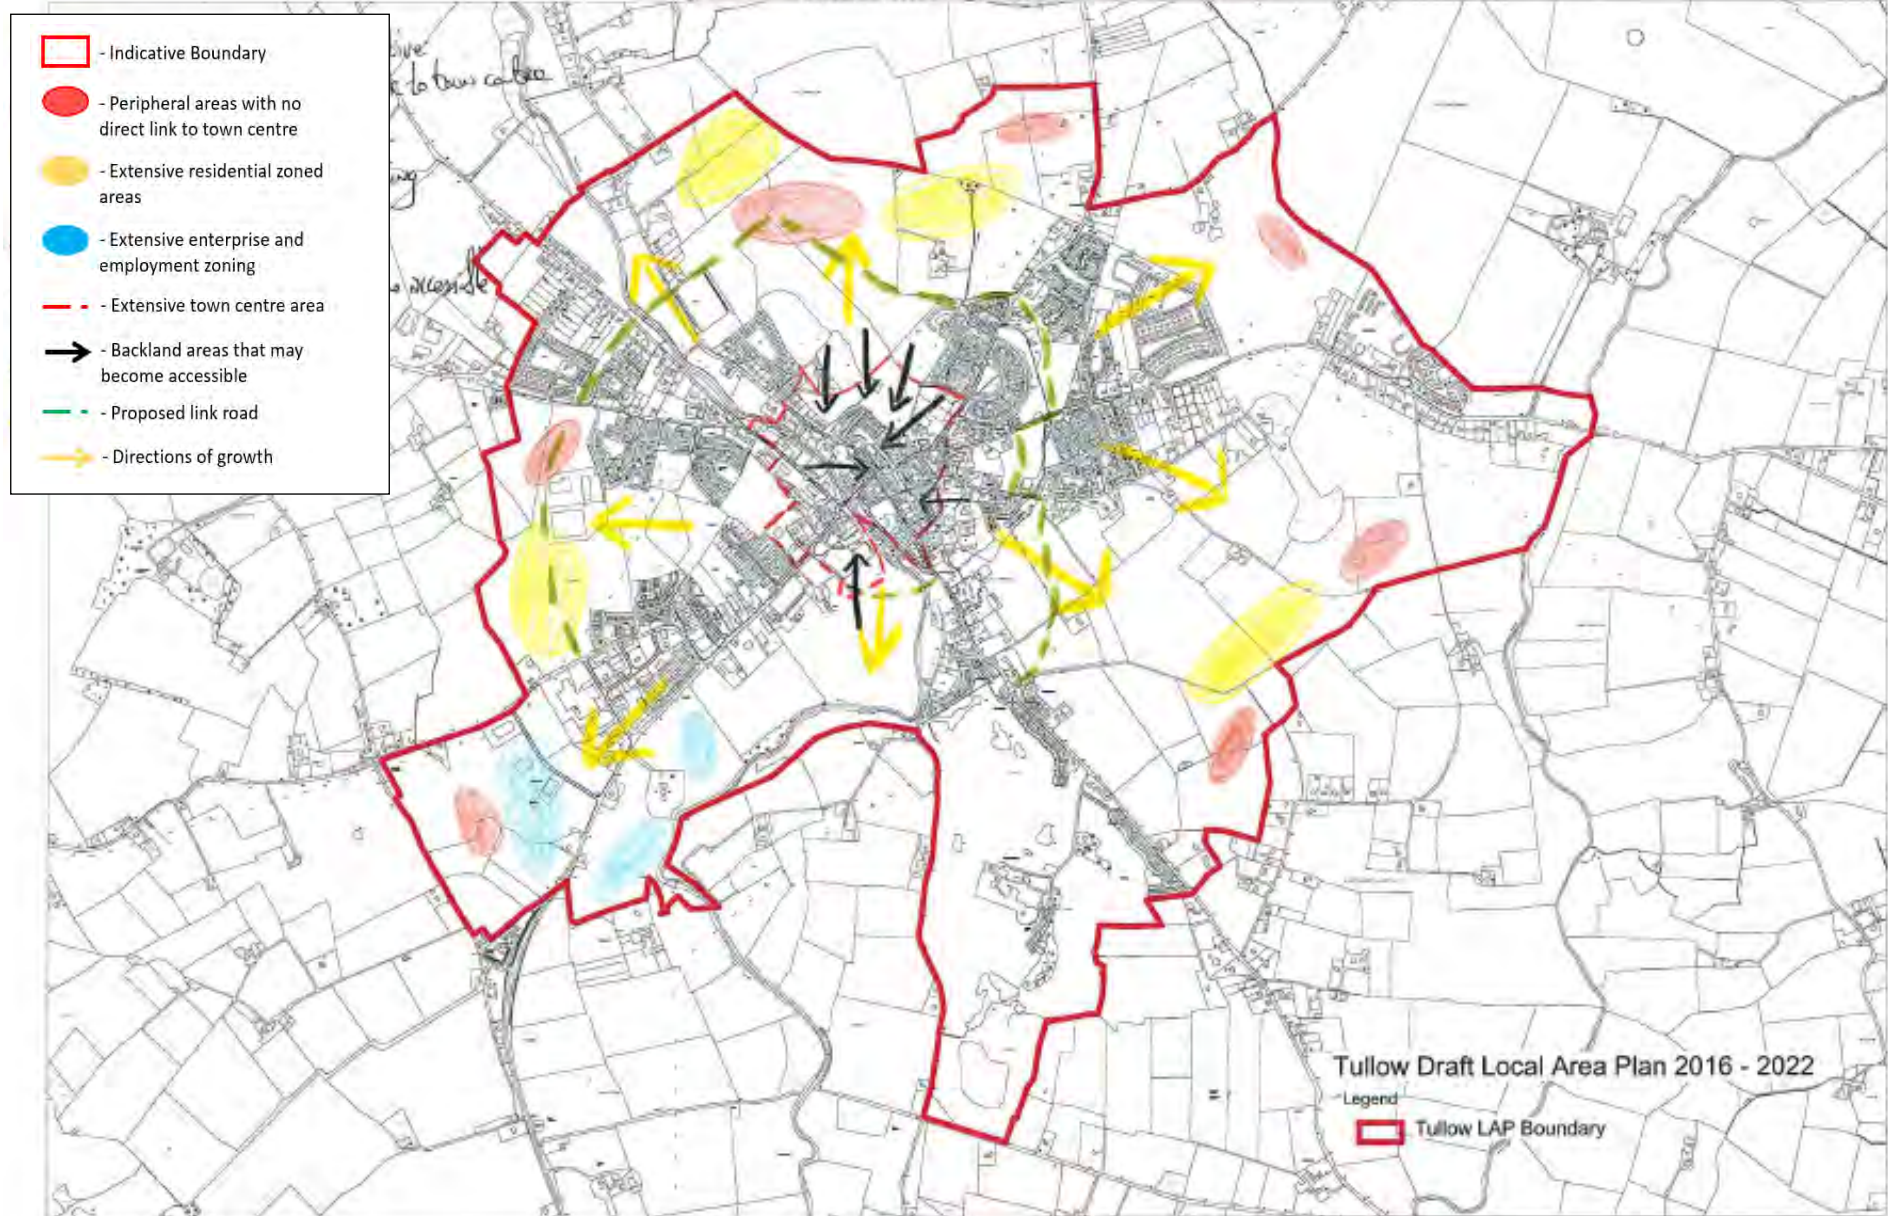 - Indicative Boundary
- Peripheral areas with no
direct link to town centre
- Extensive residential zoned
areas
- Extensive enterprise and
employment zoning
- Extensive town centre area
- Backland areas that may
become accessible
- Proposed link road
- Directions of growth
to town centre
Tullow Draft Local Area Plan 2016 - 2022
Legend
Tullow LAP Boundary